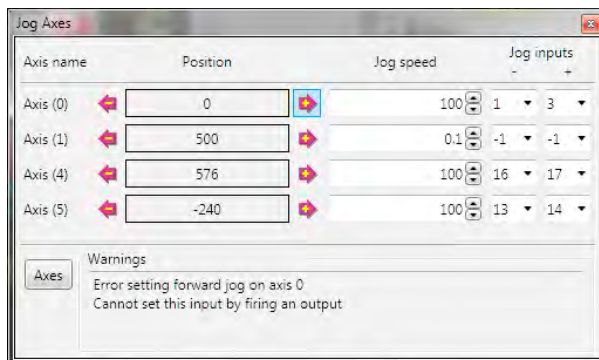 Jog Axes
Axis name Position Jog speed Jog inputs
- +
Axis (0) 0 100 1 3
Axis (1) 500 0.1 -1 -1
Axis (4) 576 100 16 17
Axis (5) -240 100 13 14
Axes
Warnings
Error setting forward jog on axis 0
Cannot set this input by firing an output